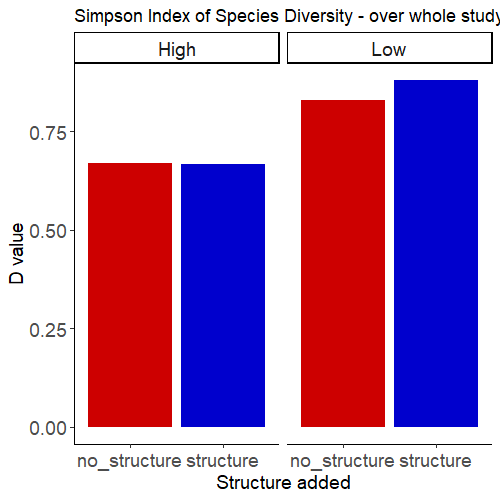 Simpson Index of Species Diversity - over whole study
High Low
D value
0.75
0.50
0.25
0.00
no_structure structure no_structure structure
Structure added